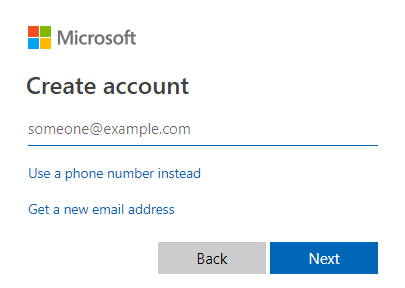 Microsoft
Create account
someone@example.com
Use a phone number instead
Get a new email address
Back Next